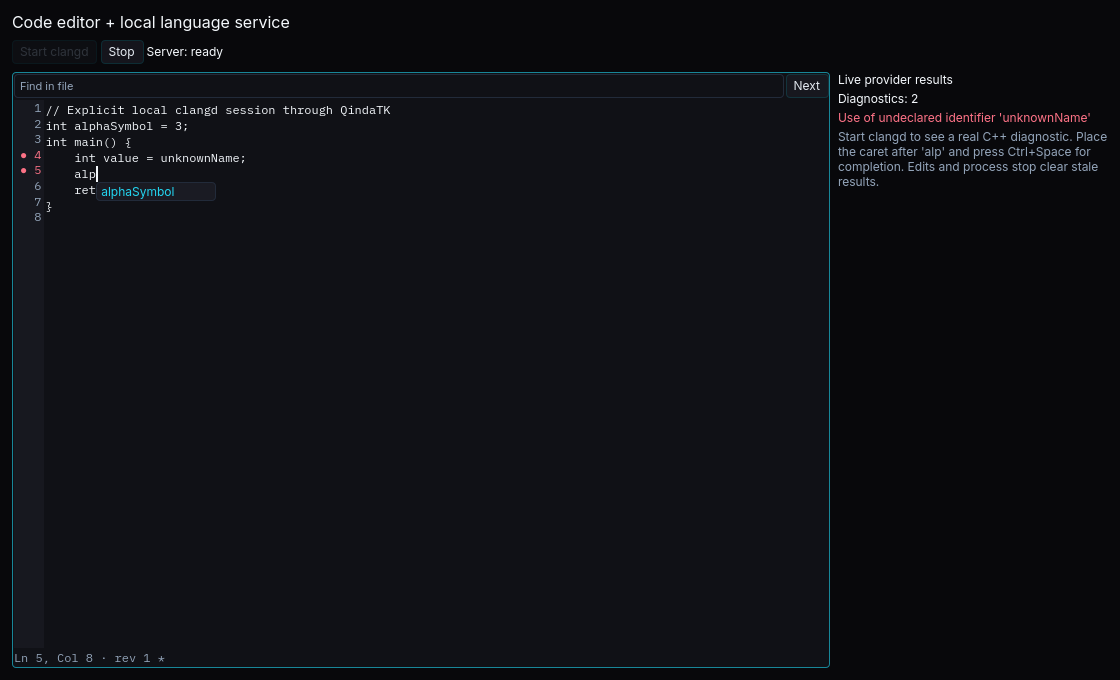 Code editor + local language service
Start clangd Stop Server: ready
Find in file Next
1 // Explicit local clangd session through QindaTK
2 int alphaSymbol = 3;
3 int main() {
4 int value = unknownName;
5 alp
6 ret alphaSymbol
7 }
8
Ln 5, Col 8 · rev 1 *
Live provider results
Diagnostics: 2
Use of undeclared identifier 'unknownName'
Start clangd to see a real C++ diagnostic. Place
the caret after 'alp' and press Ctrl+Space for
completion. Edits and process stop clear stale
results.